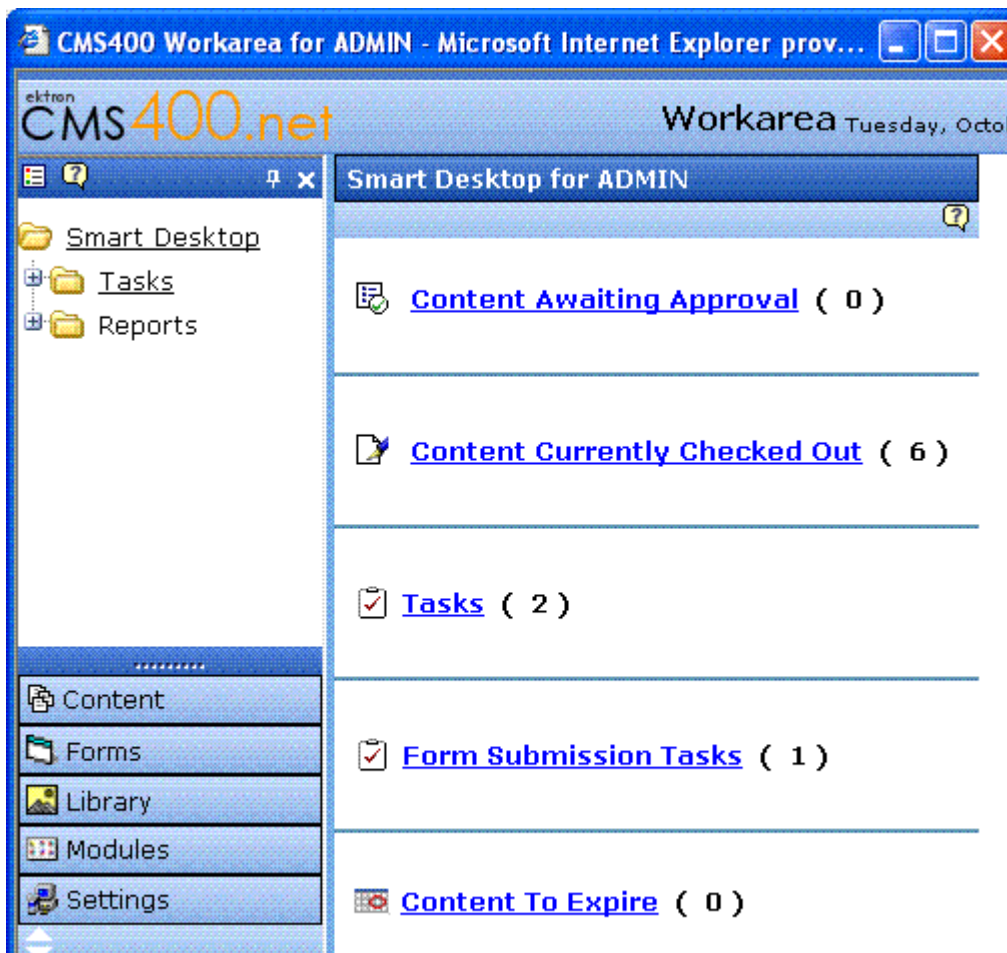 CMS400 Workarea for ADMIN - Microsoft Internet Explorer prov...
ektron
CMS400.net
Workarea Tuesday, Octo
Smart Desktop for ADMIN
Smart Desktop
Tasks
Reports
Content
Forms
Library
Modules
Settings
Content Awaiting Approval ( 0 )
Content Currently Checked Out ( 6 )
Tasks ( 2 )
Form Submission Tasks ( 1 )
Content To Expire ( 0 )